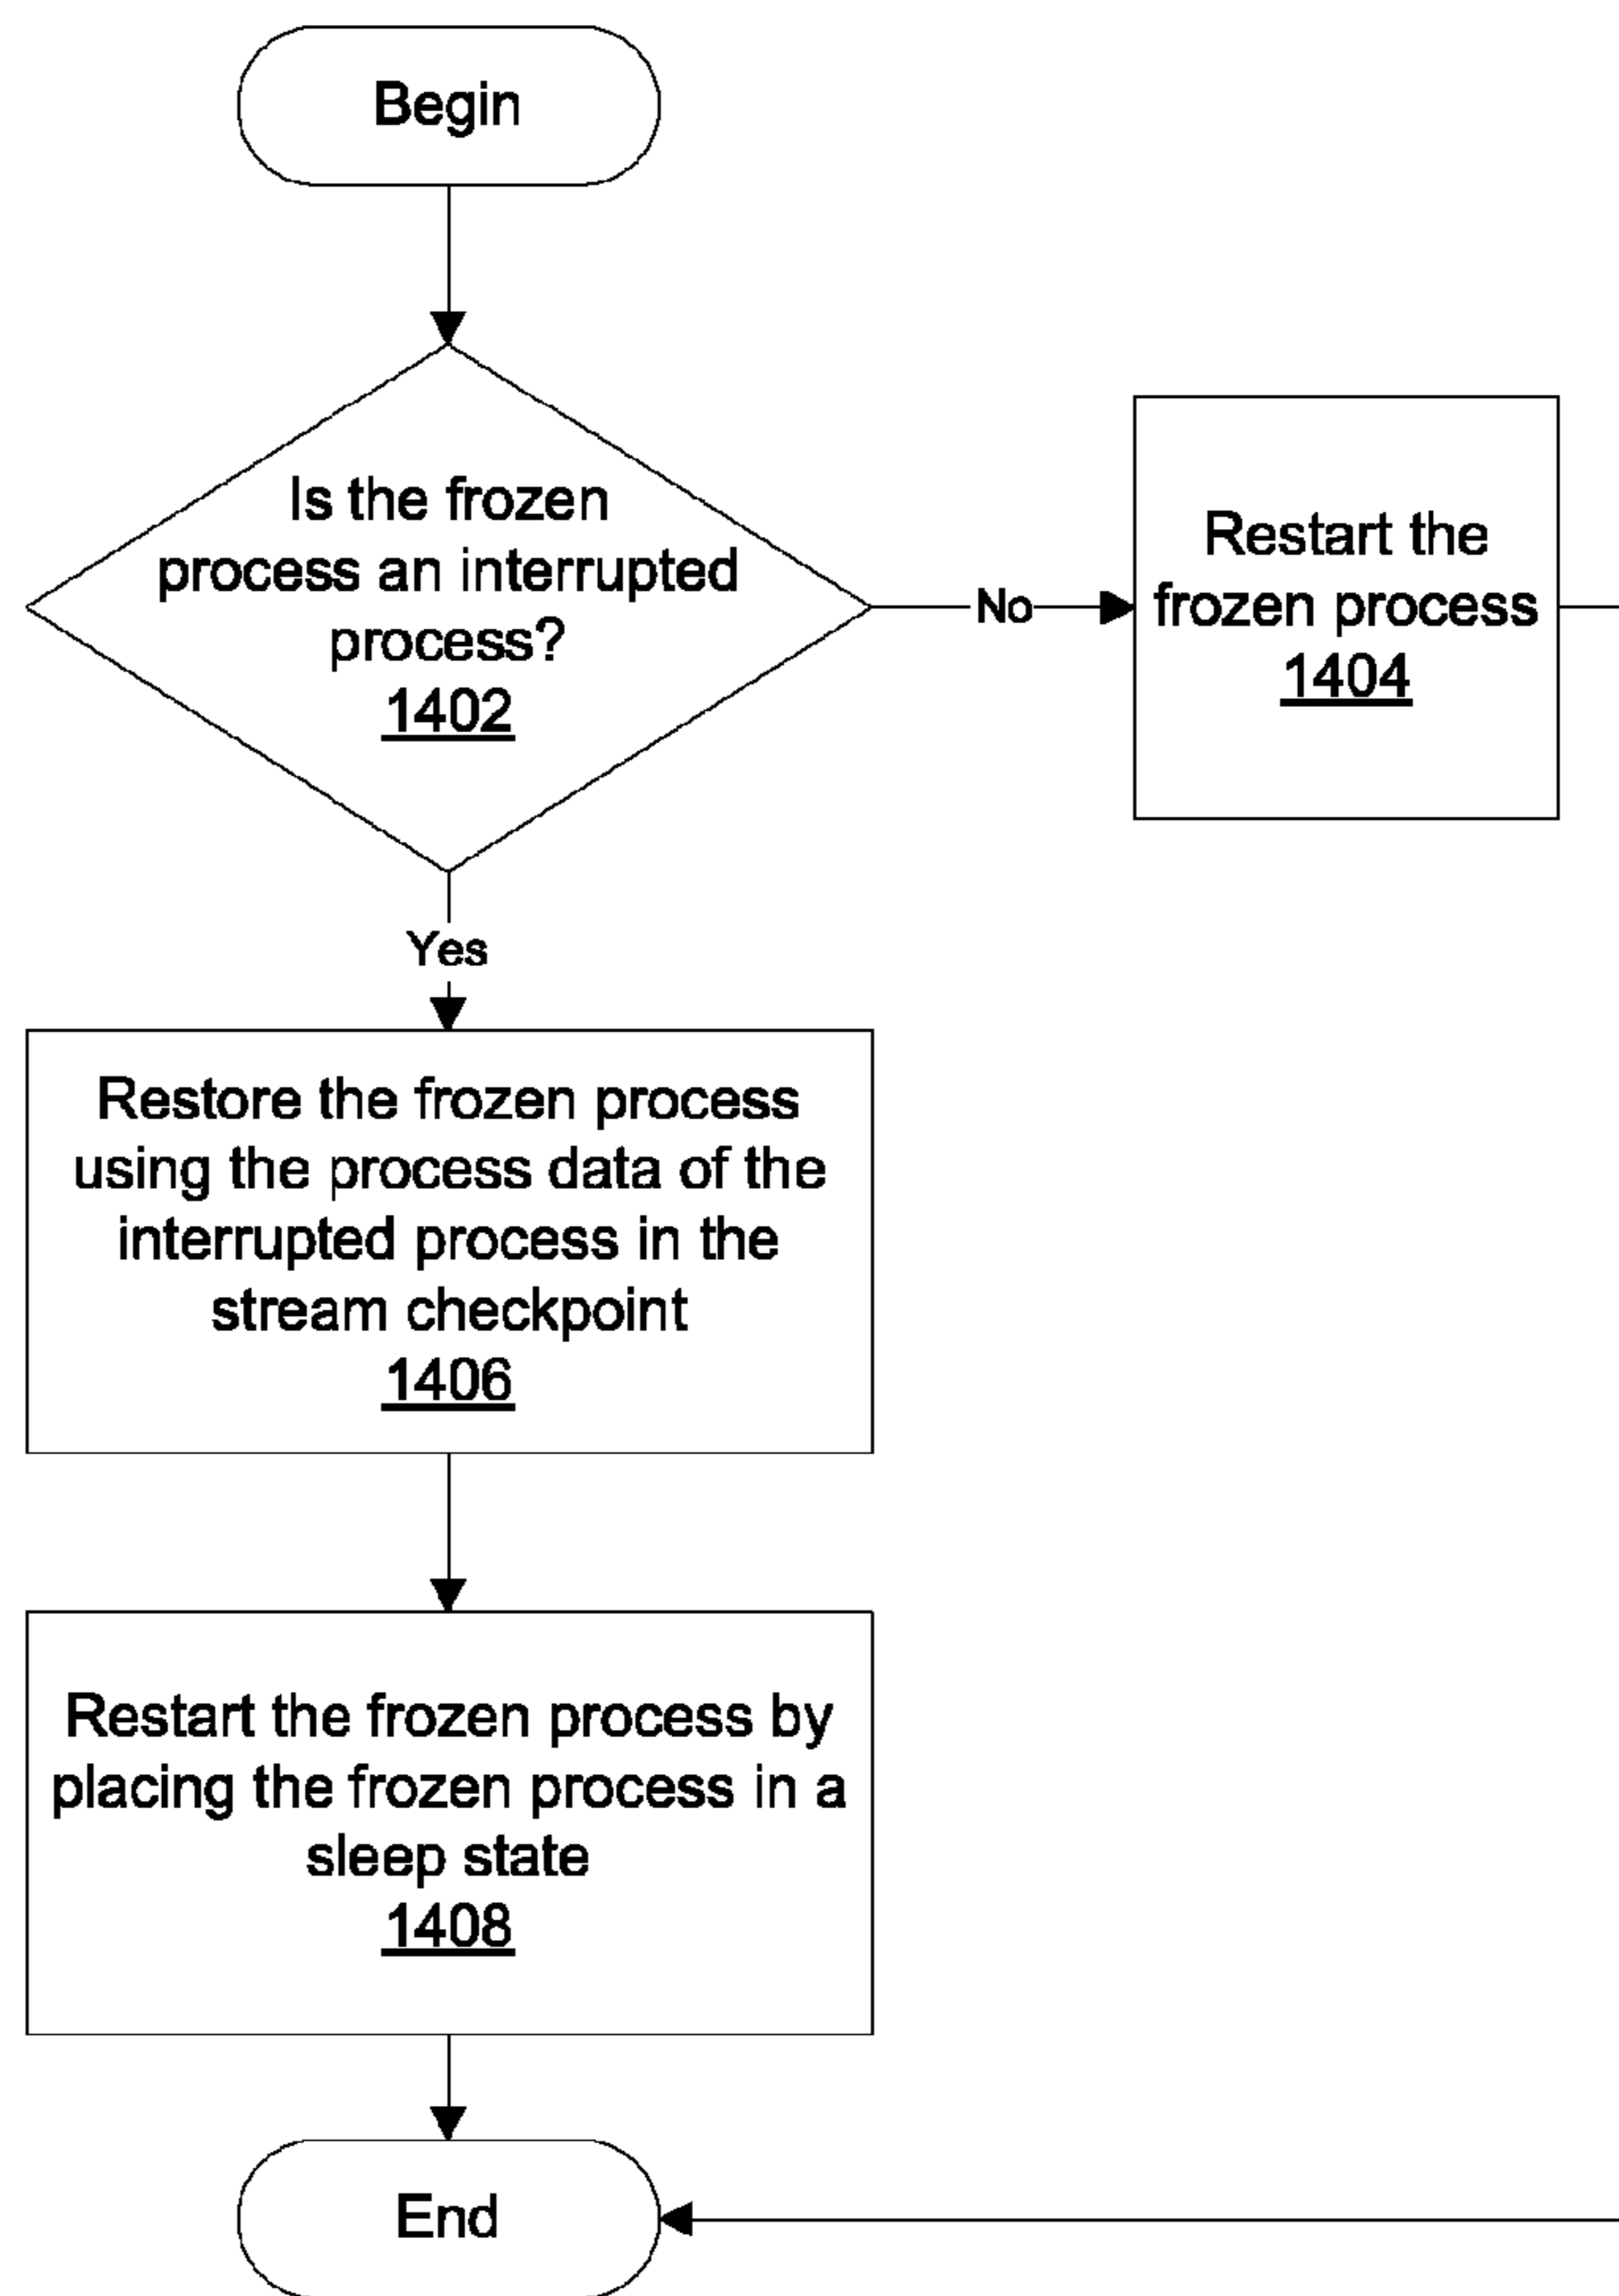 Begin
Is the frozen
process an interrupted
process?
1402
No
Restart the
frozen process
1404
Yes
Restore the frozen process
using the process data of the
interrupted process in the
stream checkpoint
1406
Restart the frozen process by
placing the frozen process in a
sleep state
1408
End